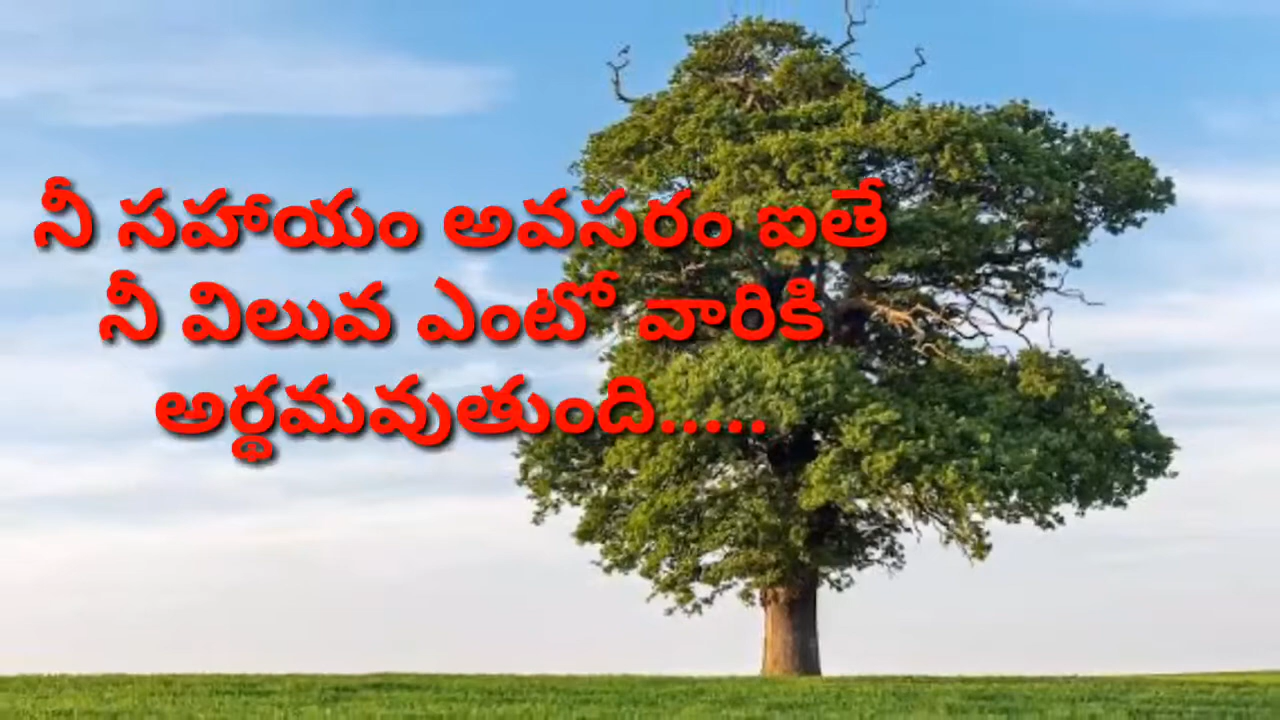 నీ సహాయం అవసరం ఐతే
నీ విలువ ఎంటో వారికి
అర్థమవుతుంది.....